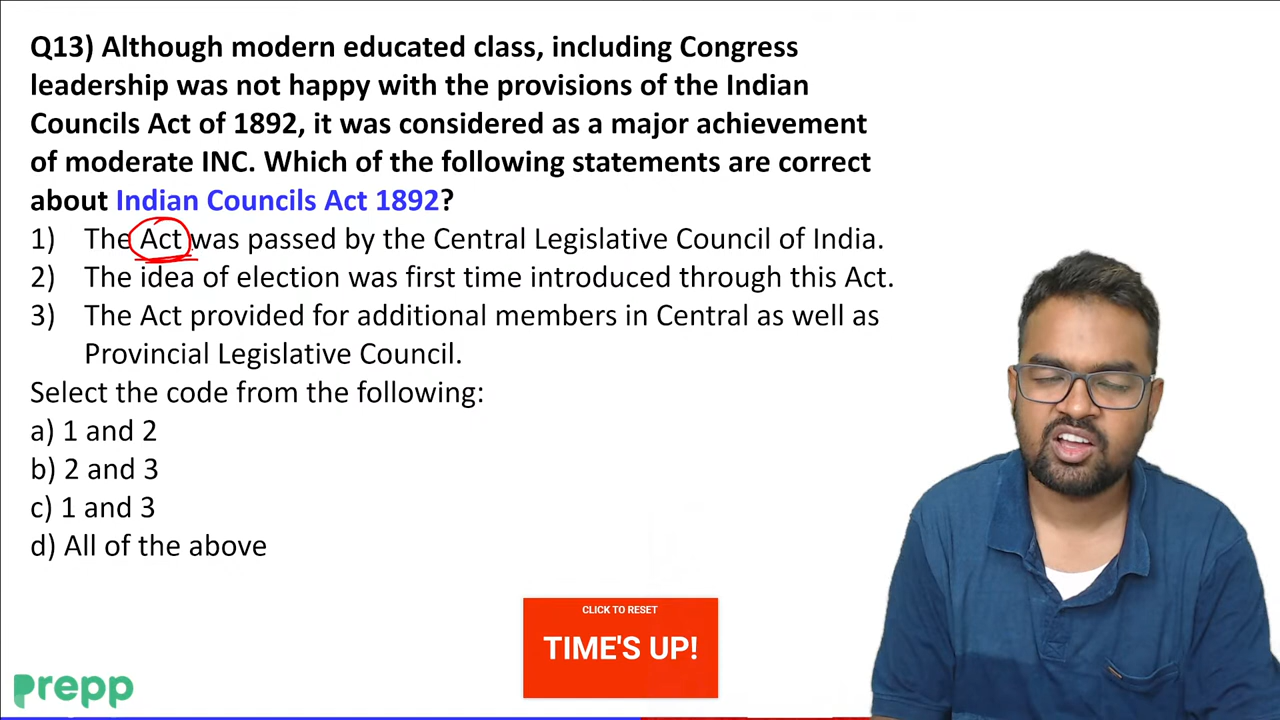 Q13) Although modern educated class, including Congress
leadership was not happy with the provisions of the Indian
Councils Act of 1892, it was considered as a major achievement
of moderate INC. Which of the following statements are correct
about Indian Councils Act 1892?
1) The Act was passed by the Central Legislative Council of India.
2) The idea of election was first time introduced through this Act.
3) The Act provided for additional members in Central as well as
Provincial Legislative Council.
Select the code from the following:
a) 1 and 2
b) 2 and 3
c) 1 and 3
d) All of the above
CLICK TO RESET
TIME'S UP!
Prepp